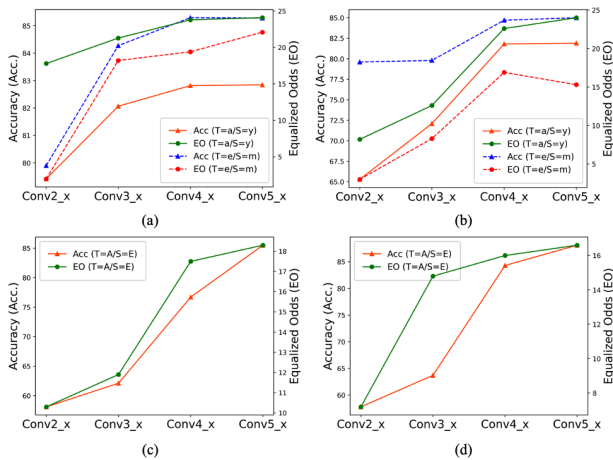 85
84
83
82
81
80
Accuracy (Acc.)
25
20
15
10
5
Equalized Odds (EO)
Acc (T=a/S=y)
EO (T=a/S=y)
Acc (T=e/S=m)
EO (T=e/S=m)
Conv2_x Conv3_x Conv4_x Conv5_x
(a)
85.0
82.5
80.0
77.5
75.0
72.5
70.0
67.5
65.0
Accuracy (Acc.)
25
20
15
10
5
Equalized Odds (EO)
Acc (T=a/S=y)
EO (T=a/S=y)
Acc (T=e/S=m)
EO (T=e/S=m)
Conv2_x Conv3_x Conv4_x Conv5_x
(b)
85
80
75
70
65
60
Accuracy (Acc.)
18
17
16
15
14
13
12
11
10
Equalized Odds (EO)
Acc (T=A/S=E)
EO (T=A/S=E)
Conv2_x Conv3_x Conv4_x Conv5_x
(c)
85
80
75
70
65
60
Accuracy (Acc.)
16
14
12
10
8
Equalized Odds (EO)
Acc (T=A/S=E)
EO (T=A/S=E)
Conv2_x Conv3_x Conv4_x Conv5_x
(d)